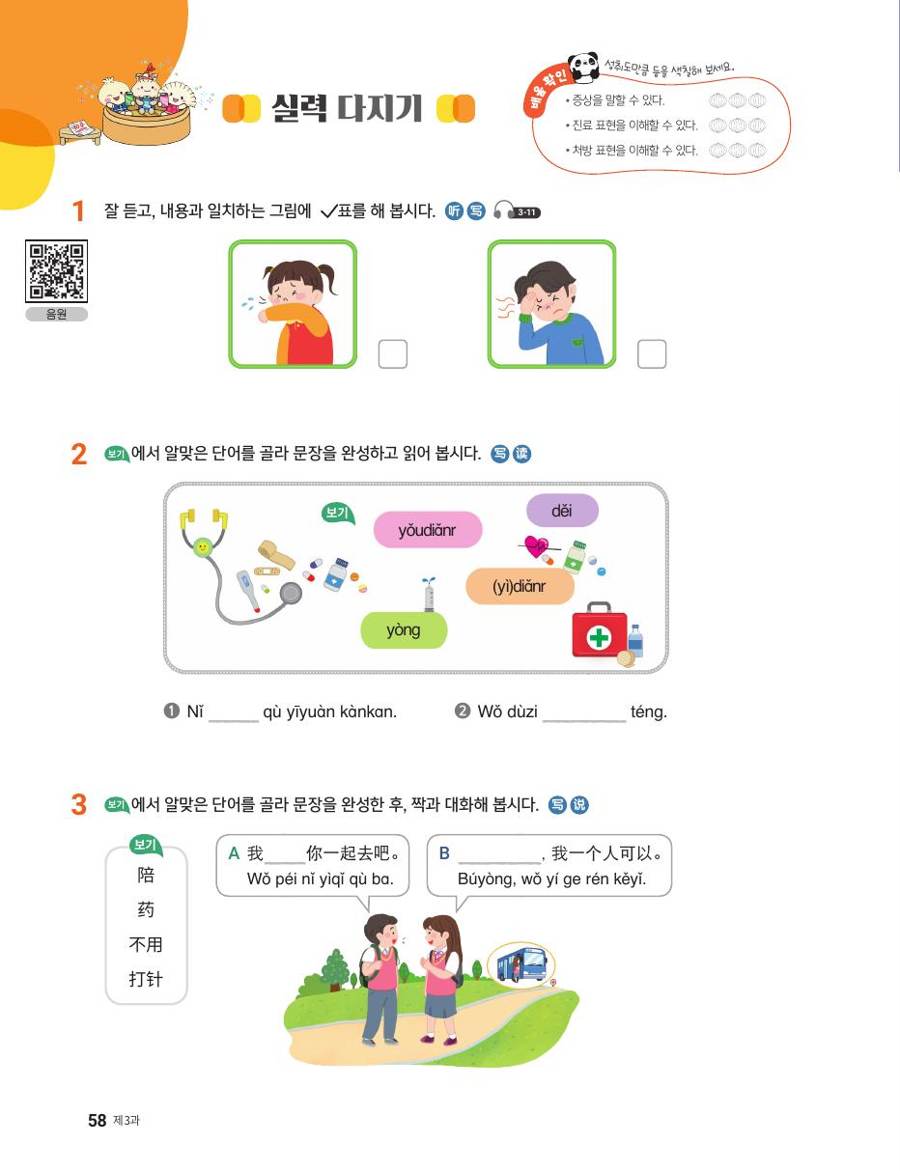 실력 다지기
배움 확인
성취도만큼 등을 색칠해 보세요.
• 증상을 말할 수 있다.
• 진료 표현을 이해할 수 있다.
• 처방 표현을 이해할 수 있다.
1 잘 듣고, 내용과 일치하는 그림에 ✓표를 해 봅시다. 听 写 3-11
음원
2 보기 에서 알맞은 단어를 골라 문장을 완성하고 읽어 봅시다. 写 读
보기
yǒudiǎnr
děi
(yì)diǎnr
yòng
❶ Nǐ ______ qù yīyuàn kànkan.
❷ Wǒ dùzi __________ téng.
3 보기 에서 알맞은 단어를 골라 문장을 완성한 후, 짝과 대화해 봅시다. 写 说
보기
陪
药
不用
打针
A 我_____你一起去吧。
Wǒ péi nǐ yìqǐ qù ba.
B __________, 我一个人可以。
Búyòng, wǒ yí ge rén kěyǐ.
58 제3과